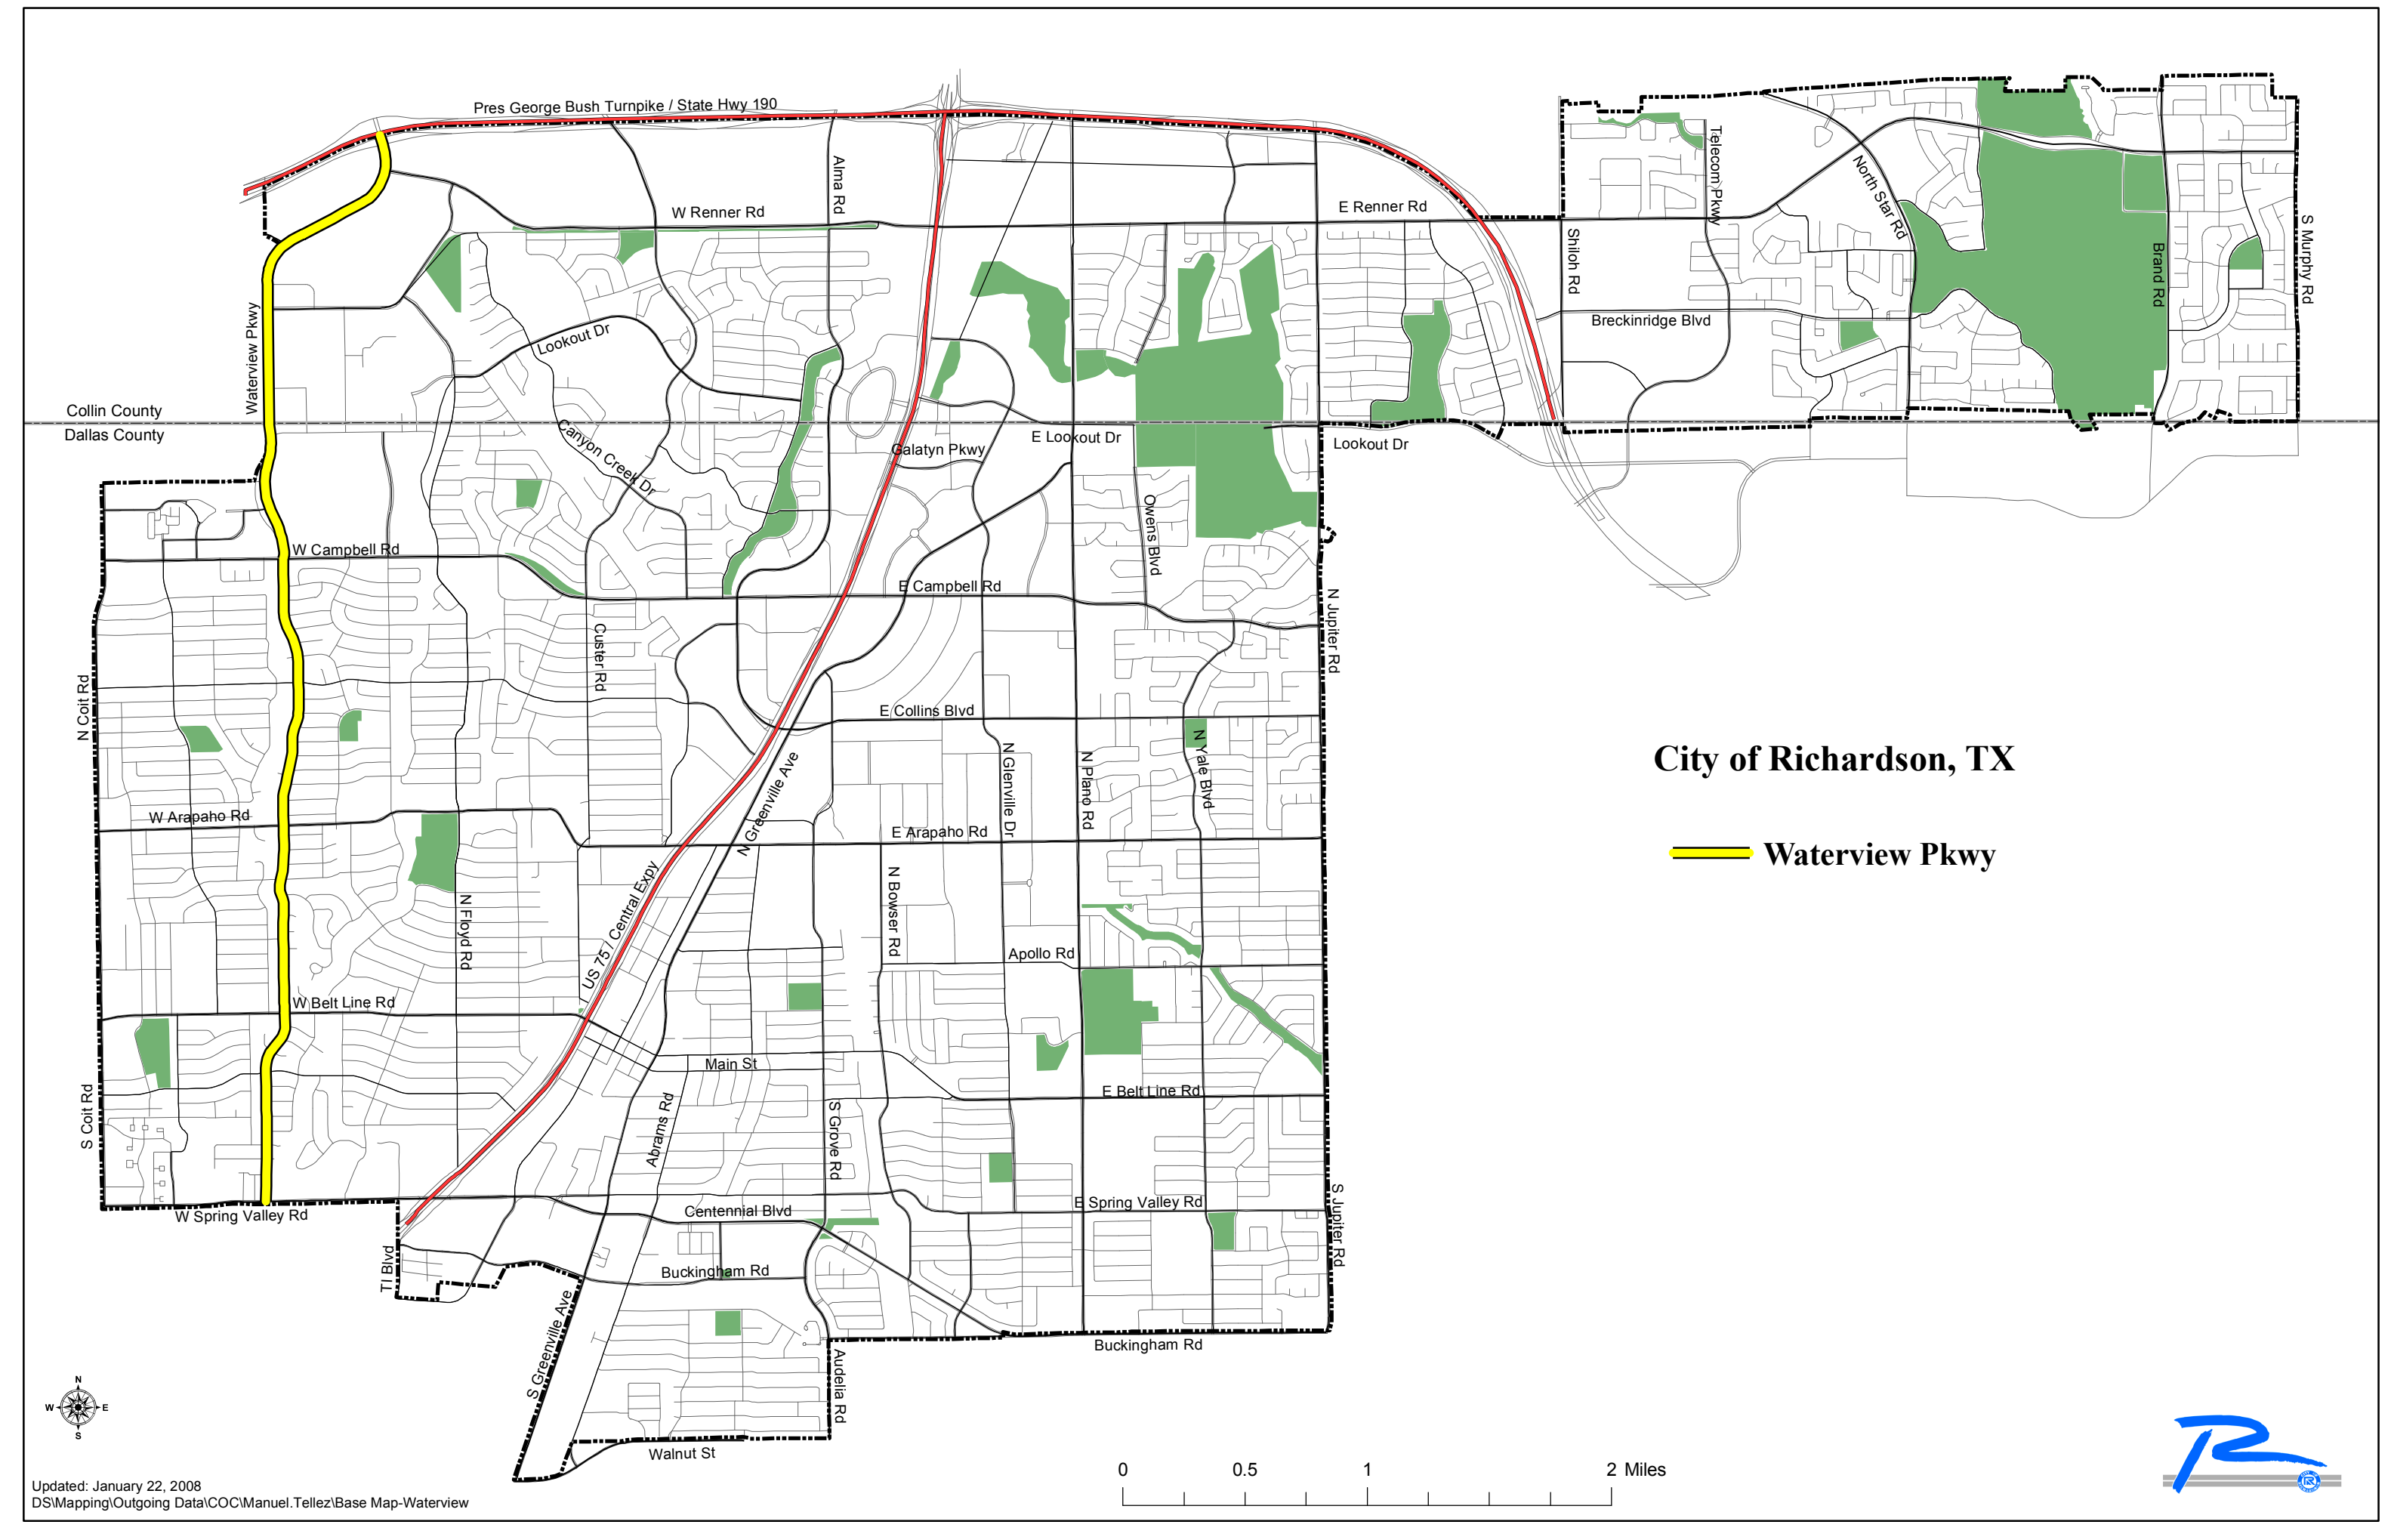 Pres George Bush Turnpike / State Hwy 190
Alma Rd
W Renner Rd
E Renner Rd
Telecom Pkwy
North Star Rd
Shiloh Rd
Brand Rd
S Murphy Rd
Waterview Pkwy
Lookout Dr
Breckinridge Blvd
Collin County
Dallas County
Canyon Creek Dr
Galatyn Pkwy
E Lookout Dr
Lookout Dr
Owens Blvd
W Campbell Rd
E Campbell Rd
N Jupiter Rd
Custer Rd
N Coit Rd
E Collins Blvd
N Greenville Ave
N Glenville Dr
N Plano Rd
N Yale Blvd
City of Richardson, TX
Waterview Pkwy
W Arapaho Rd
E Arapaho Rd
US 75 / Central Expy
N Floyd Rd
N Bowser Rd
Apollo Rd
W Belt Line Rd
Main St
E Belt Line Rd
S Coit Rd
Abrams Rd
S Grove Rd
W Spring Valley Rd
Centennial Blvd
E Spring Valley Rd
S Jupiter Rd
TI Blvd
Buckingham Rd
S Greenville Ave
Buckingham Rd
Audelia Rd
Walnut St
N
W E
S
0 0.5 1 2 Miles
Updated: January 22, 2008
DS\Mapping\Outgoing Data\COC\Manuel.Tellez\Base Map-Waterview